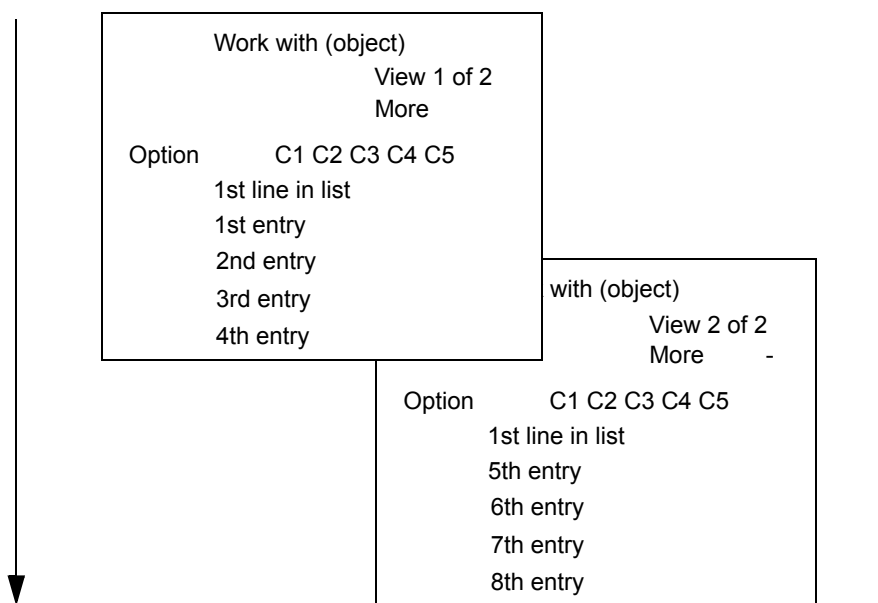 Work with (object)
View 1 of 2
More
Option C1 C2 C3 C4 C5
1st line in list
1st entry
2nd entry
3rd entry
4th entry
with (object)
View 2 of 2
More -
Option C1 C2 C3 C4 C5
1st line in list
5th entry
6th entry
7th entry
8th entry